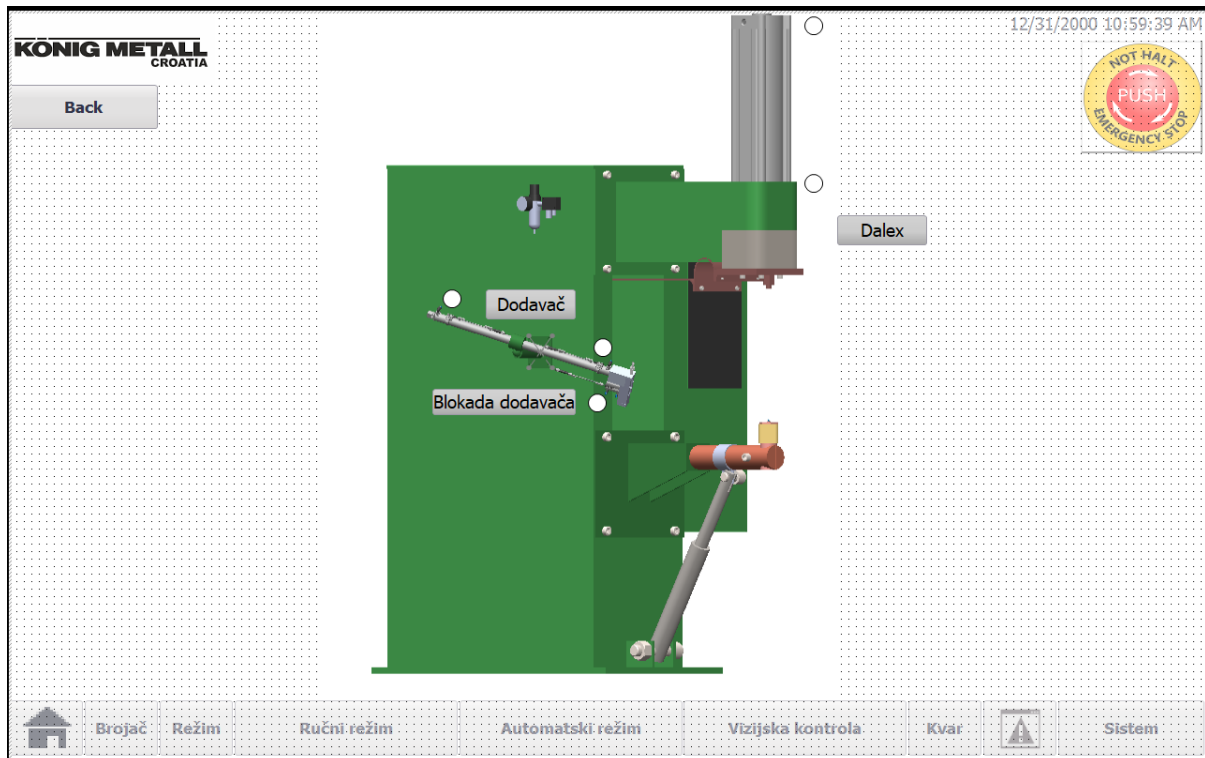 KÖNIG METALL
CROATIA
12/31/2000 10:59:39 AM
NOT HALT
PUSH
EMERGENCY STOP
Back
Dalex
Dodavač
Blokada dodavača
Brojač
Režim
Ručni režim
Automatski režim
Vizijska kontrola
Kvar
Sistem